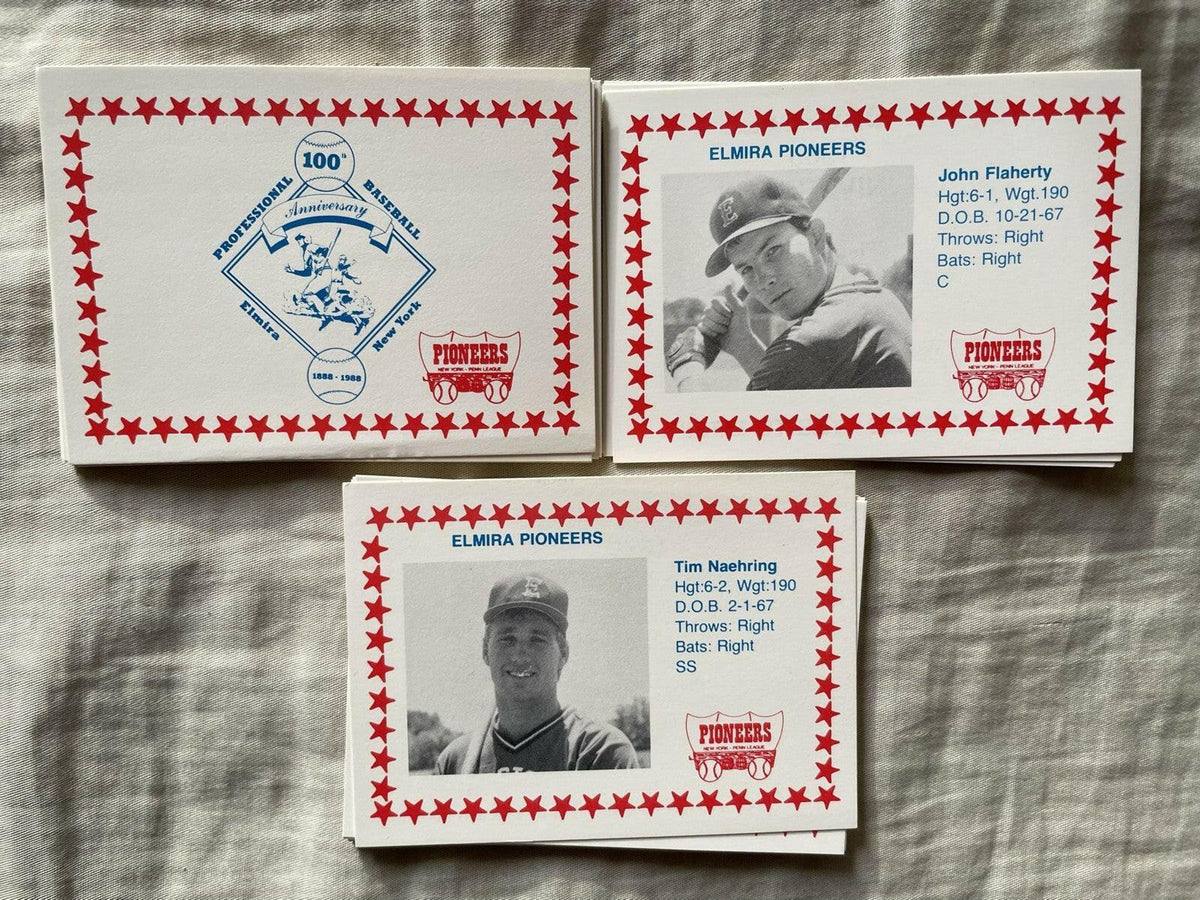 100th
Anniversary
PROFESSIONAL BASEBALL
Elmira New York
1888 - 1988
PIONEERS
NEW YORK - PENN LEAGUE
ELMIRA PIONEERS
E
John Flaherty
Hgt:6-1, Wgt.190
D.O.B. 10-21-67
Throws: Right
Bats: Right
C
PIONEERS
NEW YORK - PENN LEAGUE
ELMIRA PIONEERS
E
Tim Naehring
Hgt:6-2, Wgt:190
D.O.B. 2-1-67
Throws: Right
Bats: Right
SS
PIONEERS
NEW YORK - PENN LEAGUE